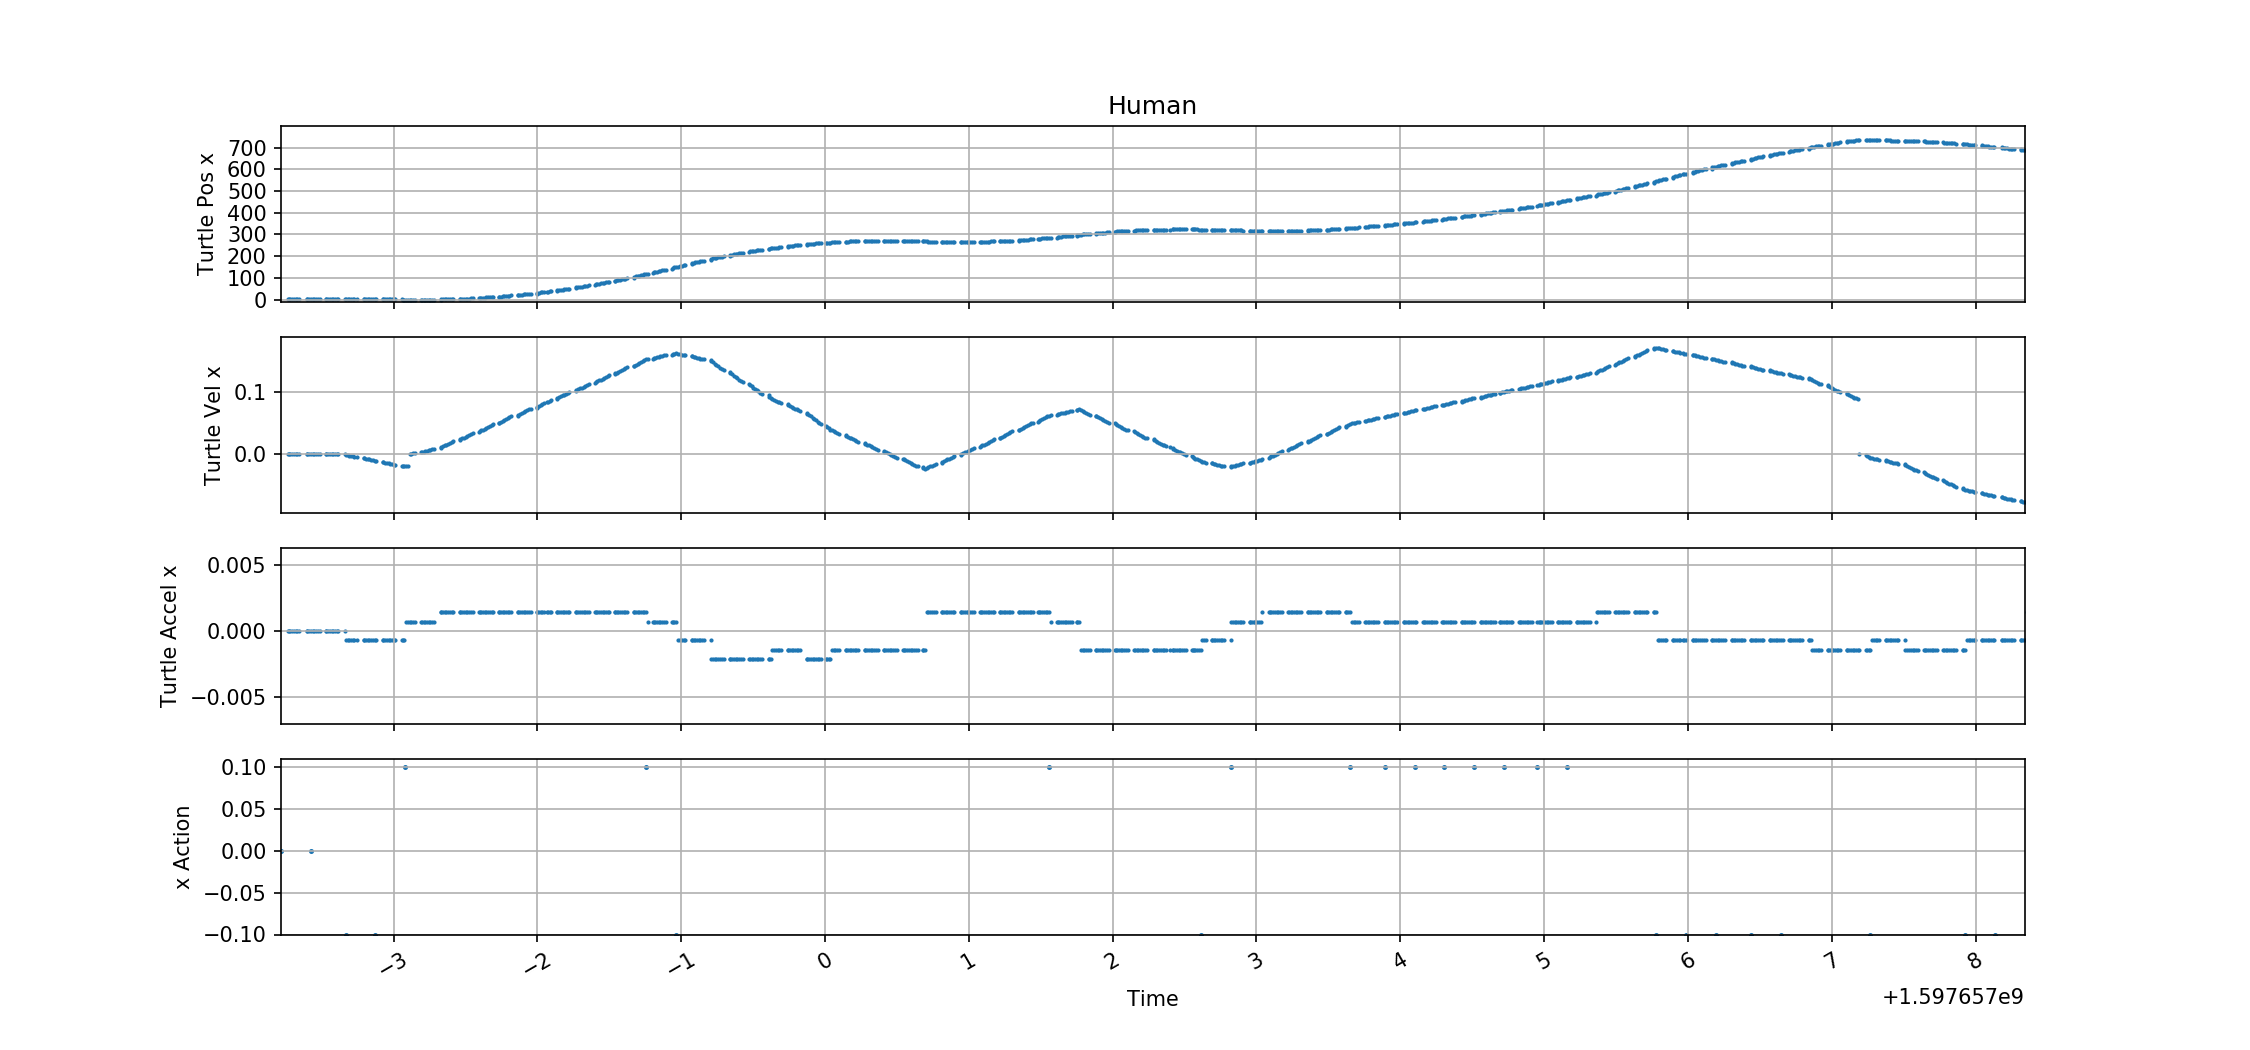 Human
Turtle Pos x
700
600
500
400
300
200
100
0
Turtle Vel x
0.1
0.0
Turtle Accel x
0.005
0.000
−0.005
x Action
0.10
0.05
0.00
−0.05
−0.10
−3 −2 −1 0 1 2 3 4 5 6 7 8
Time
+1.597657e9